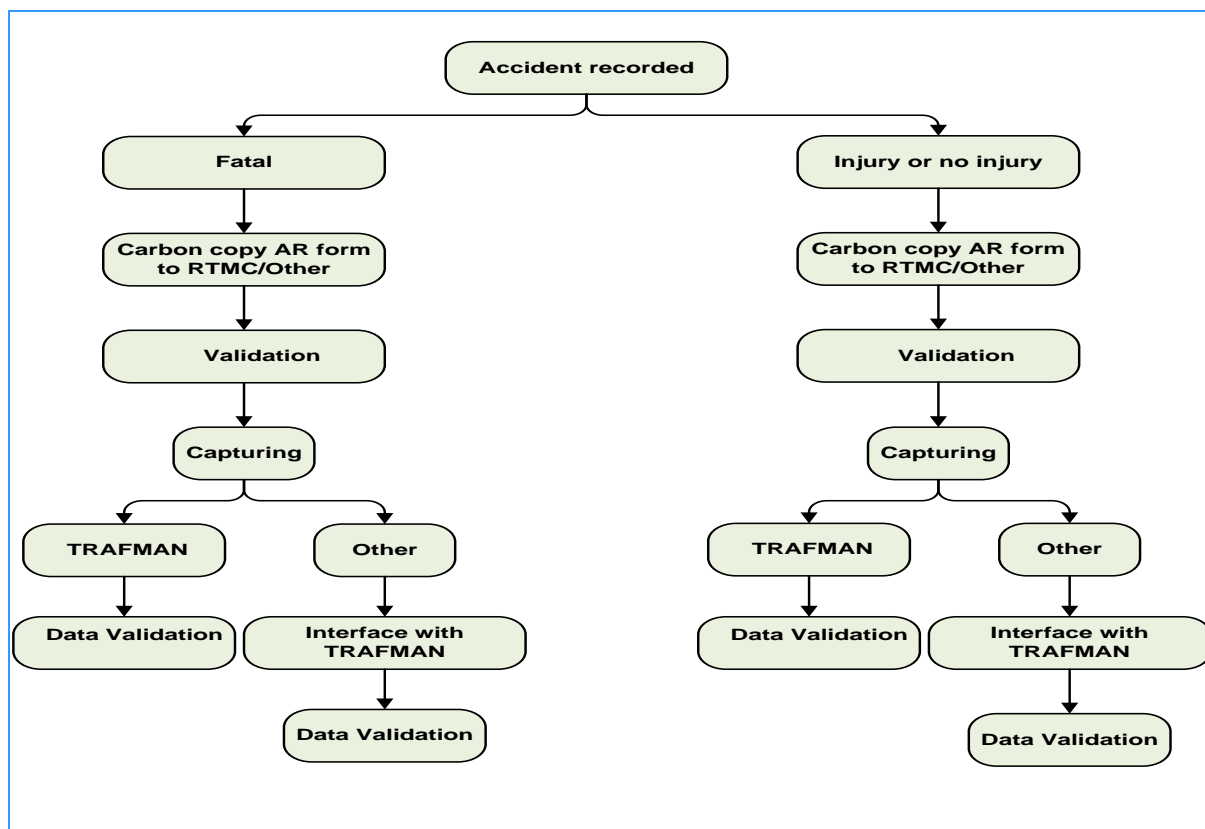 Accident recorded
Fatal
Injury or no injury
Carbon copy AR form
to RTMC/Other
Carbon copy AR form
to RTMC/Other
Validation
Validation
Capturing
Capturing
TRAFMAN
Other
TRAFMAN
Other
Data Validation
Interface with
TRAFMAN
Data Validation
Interface with
TRAFMAN
Data Validation
Data Validation